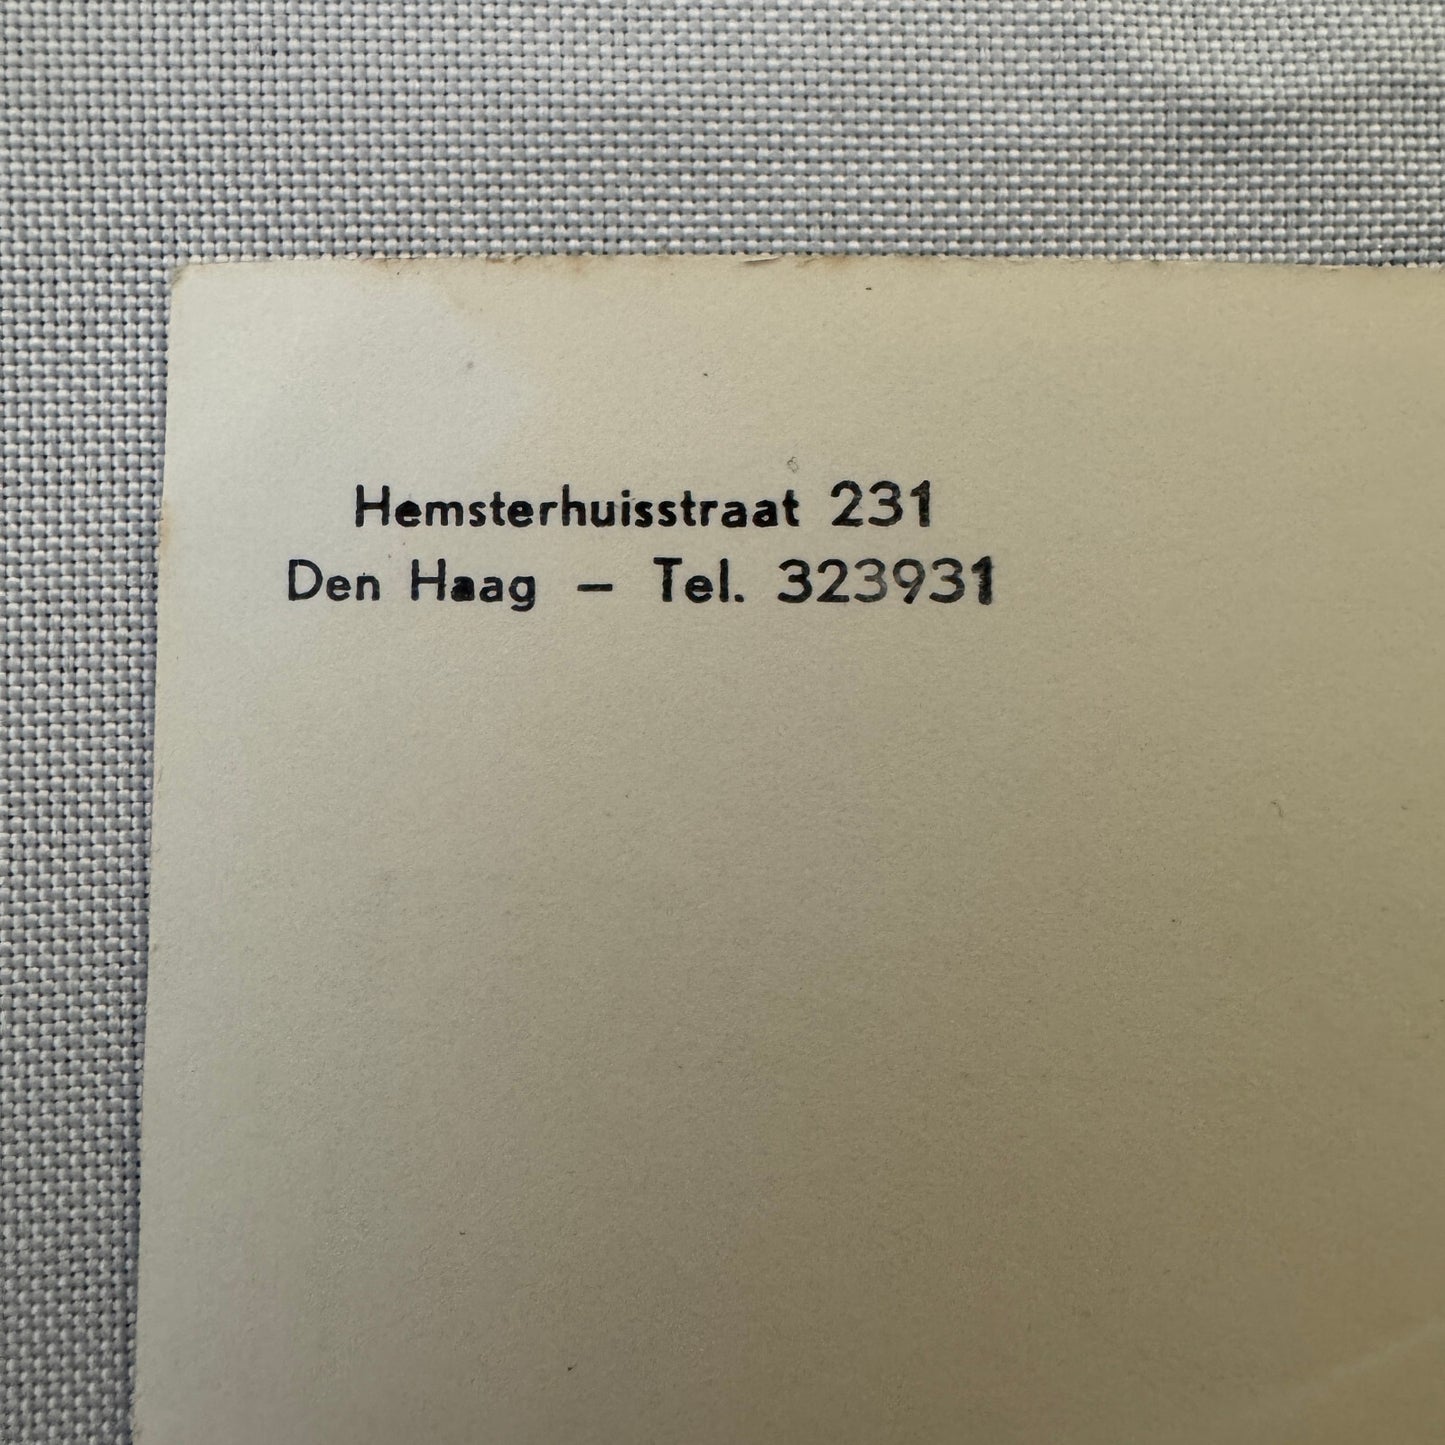 Hemsterhuisstraat 231
Den Haag – Tel. 323931